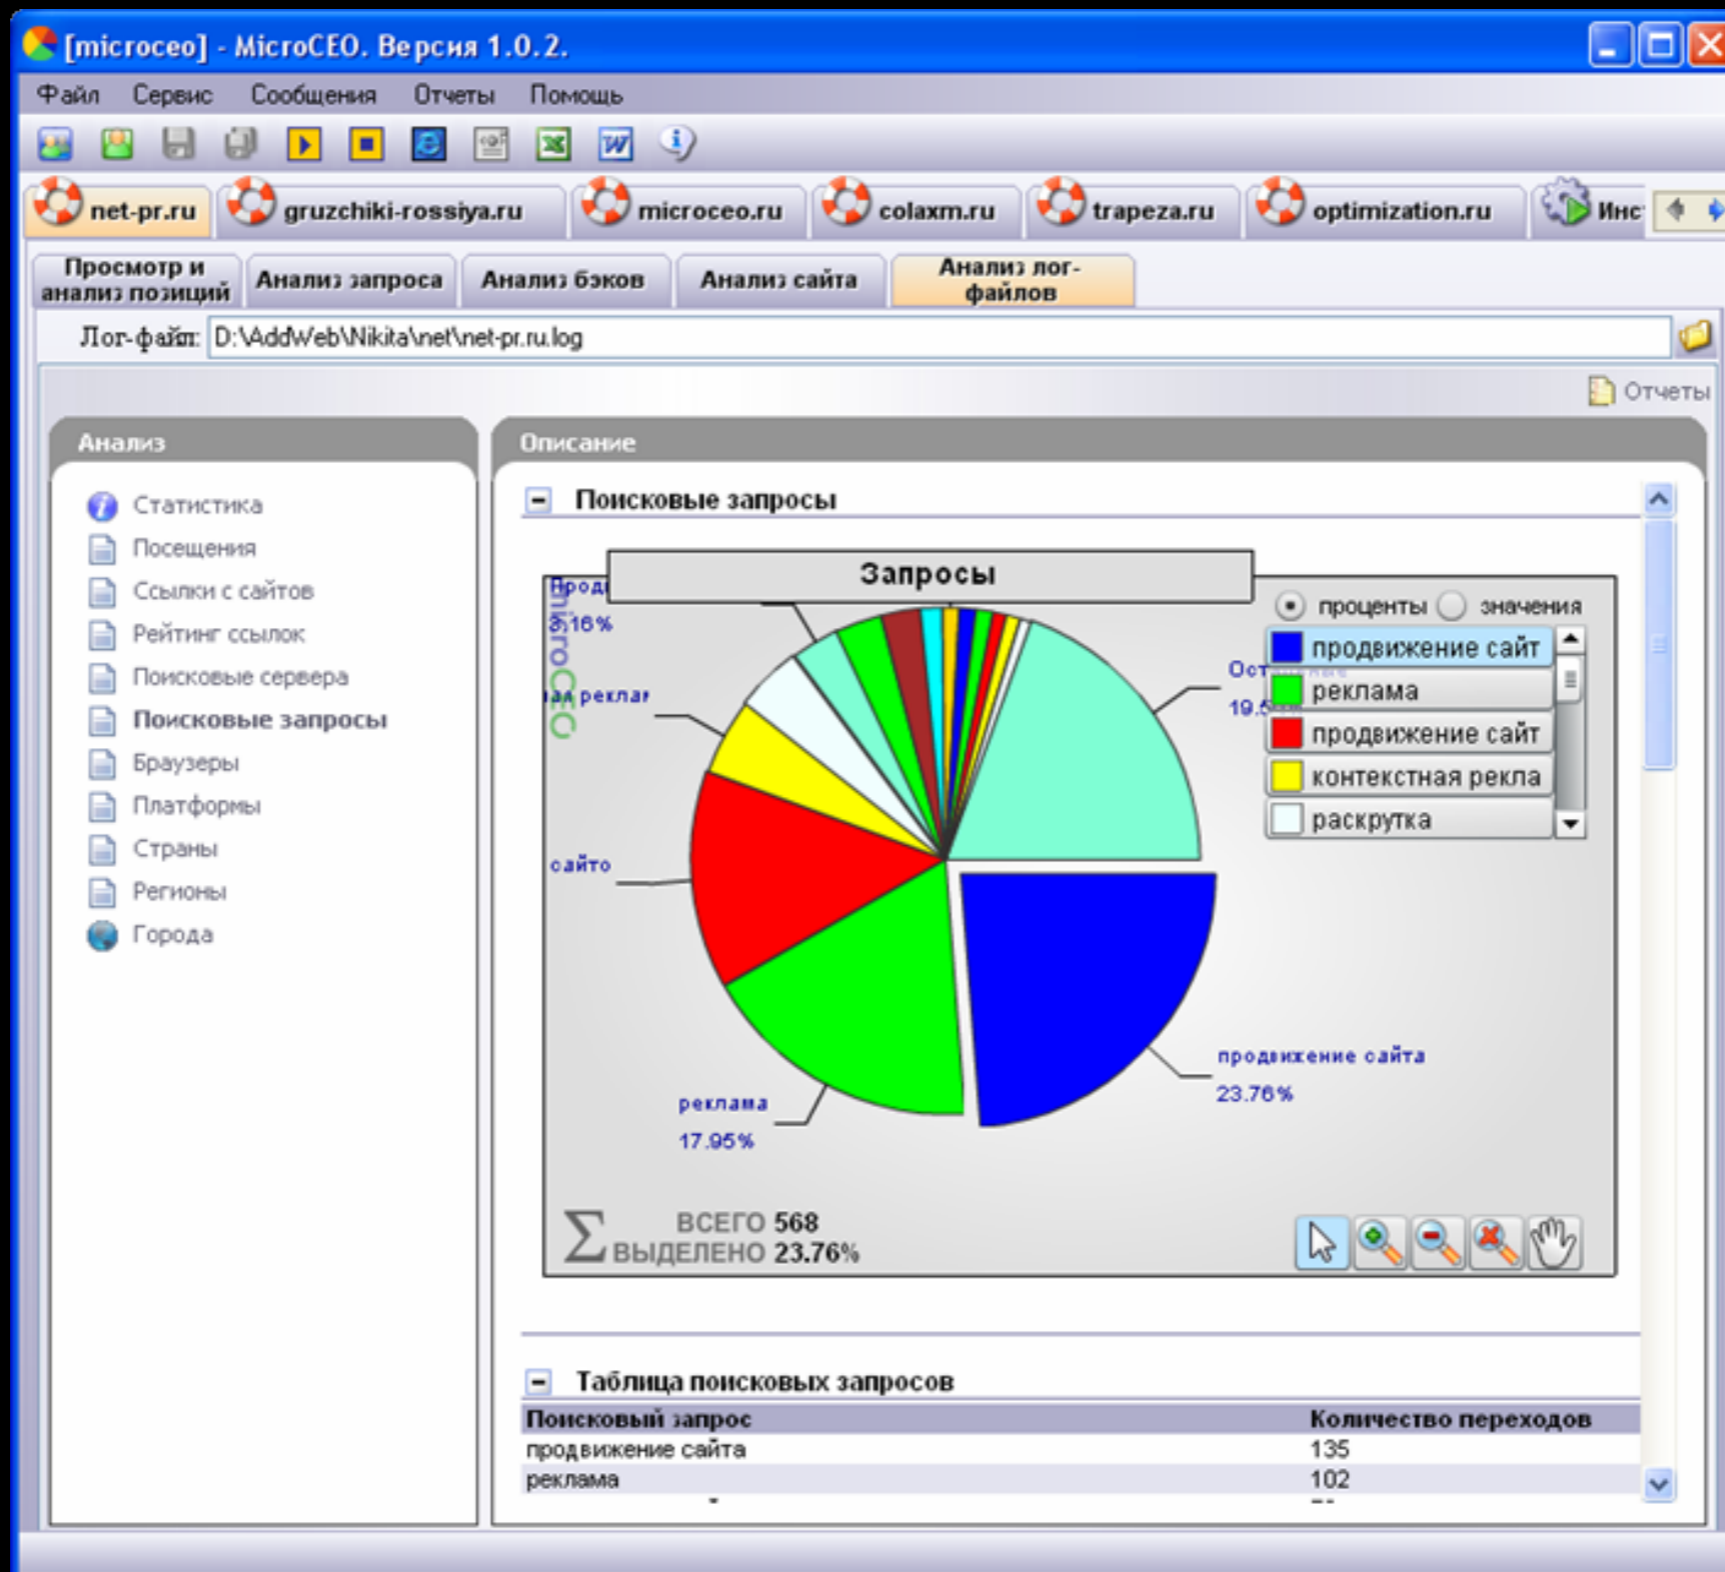 [microceo] - MicroCEO. Версия 1.0.2.
Файл Сервис Сообщения Отчеты Помощь
net-pr.ru gruzchiki-rossiya.ru microceo.ru colaxm.ru trapeza.ru optimization.ru Инс
Просмотр и анализ позиций
Анализ запроса
Анализ бэков
Анализ сайта
Анализ лог-файлов
Лог-файл: D:\AddWeb\Nikita\net\net-pr.ru.log
Отчеты
Анализ
Статистика
Посещения
Ссылки с сайтов
Рейтинг ссылок
Поисковые сервера
Поисковые запросы
Браузеры
Платформы
Страны
Регионы
Города
Описание
Поисковые запросы
Запросы
проценты значения
продвижение сайт
реклама
продвижение сайт
контекстная рекла
раскрутка
microCEO
3.16%
реклам
сайто
реклама
17.95%
продвижение сайта
23.76%
ВСЕГО 568
ВЫДЕЛЕНО 23.76%
Таблица поисковых запросов
Поисковый запрос Количество переходов
продвижение сайта 135
реклама 102